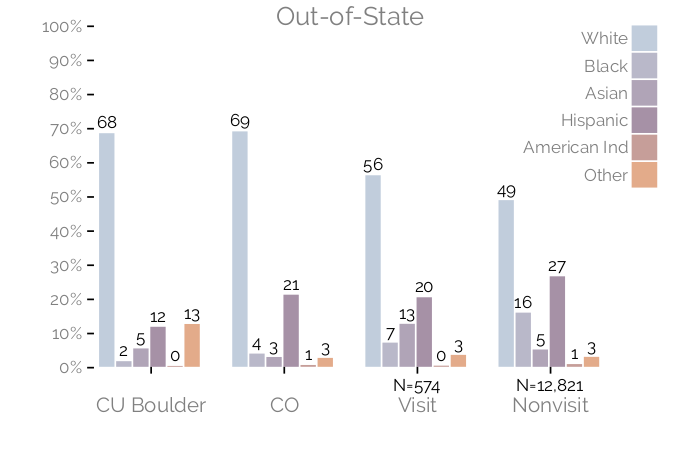 Out-of-State
100%
90%
80%
70%
60%
50%
40%
30%
20%
10%
0%
White
Black
Asian
Hispanic
American Ind
Other
68 2 5 12 0 13
69 4 3 21 1 3
56 7 13 20 0 3
49 16 5 27 1 3
N=574 N=12,821
CU Boulder CO Visit Nonvisit